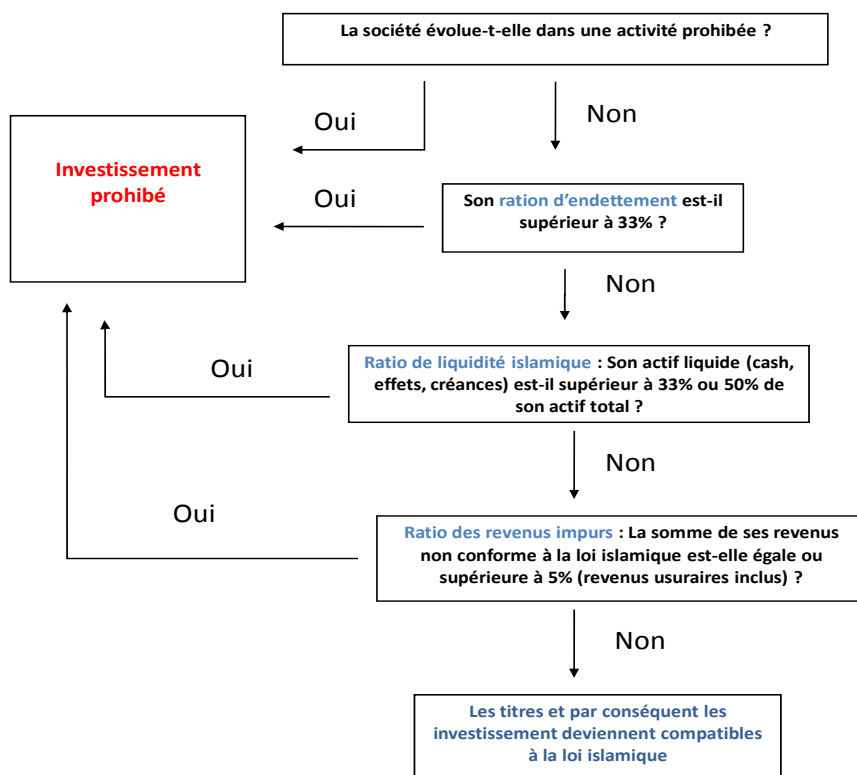 La société évolue-t-elle dans une activité prohibée ?
Oui
Non
Investissement
prohibé
Oui
Son ration d’endettement est-il
supérieur à 33% ?
Non
Oui
Ratio de liquidité islamique : Son actif liquide (cash,
effets, créances) est-il supérieur à 33% ou 50% de
son actif total ?
Non
Oui
Ratio des revenus impurs : La somme de ses revenus
non conforme à la loi islamique est-elle égale ou
supérieure à 5% (revenus usuraires inclus) ?
Non
Les titres et par conséquent les
investissement deviennent compatibles
à la loi islamique